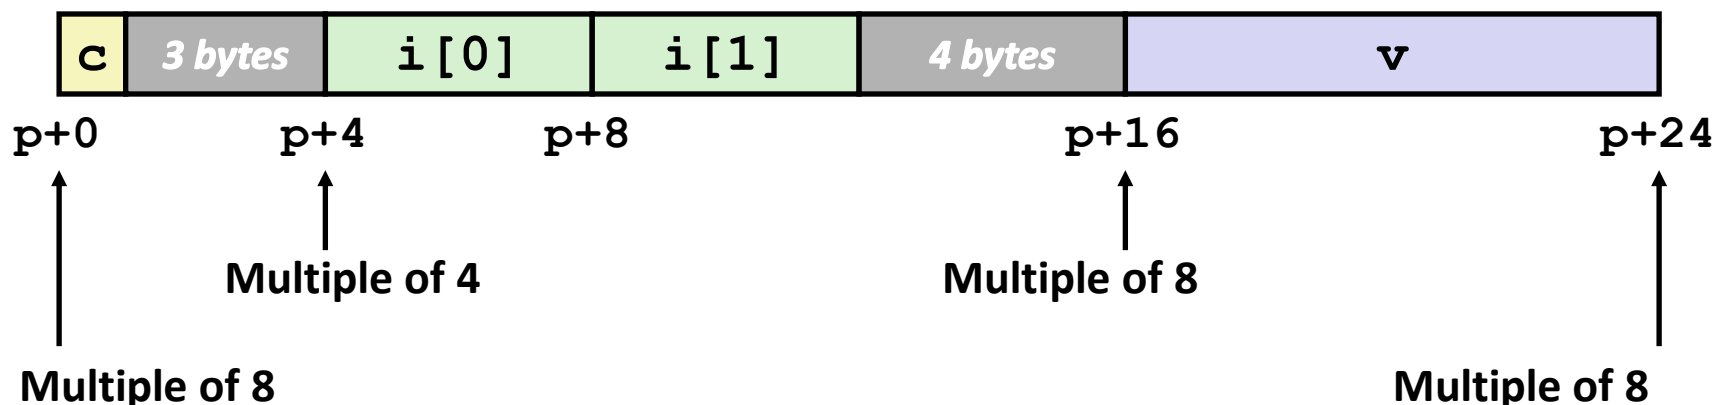 c 3 bytes i[0] i[1] 4 bytes v
p+0 p+4 p+8 p+16 p+24
Multiple of 4 Multiple of 8
Multiple of 8 Multiple of 8